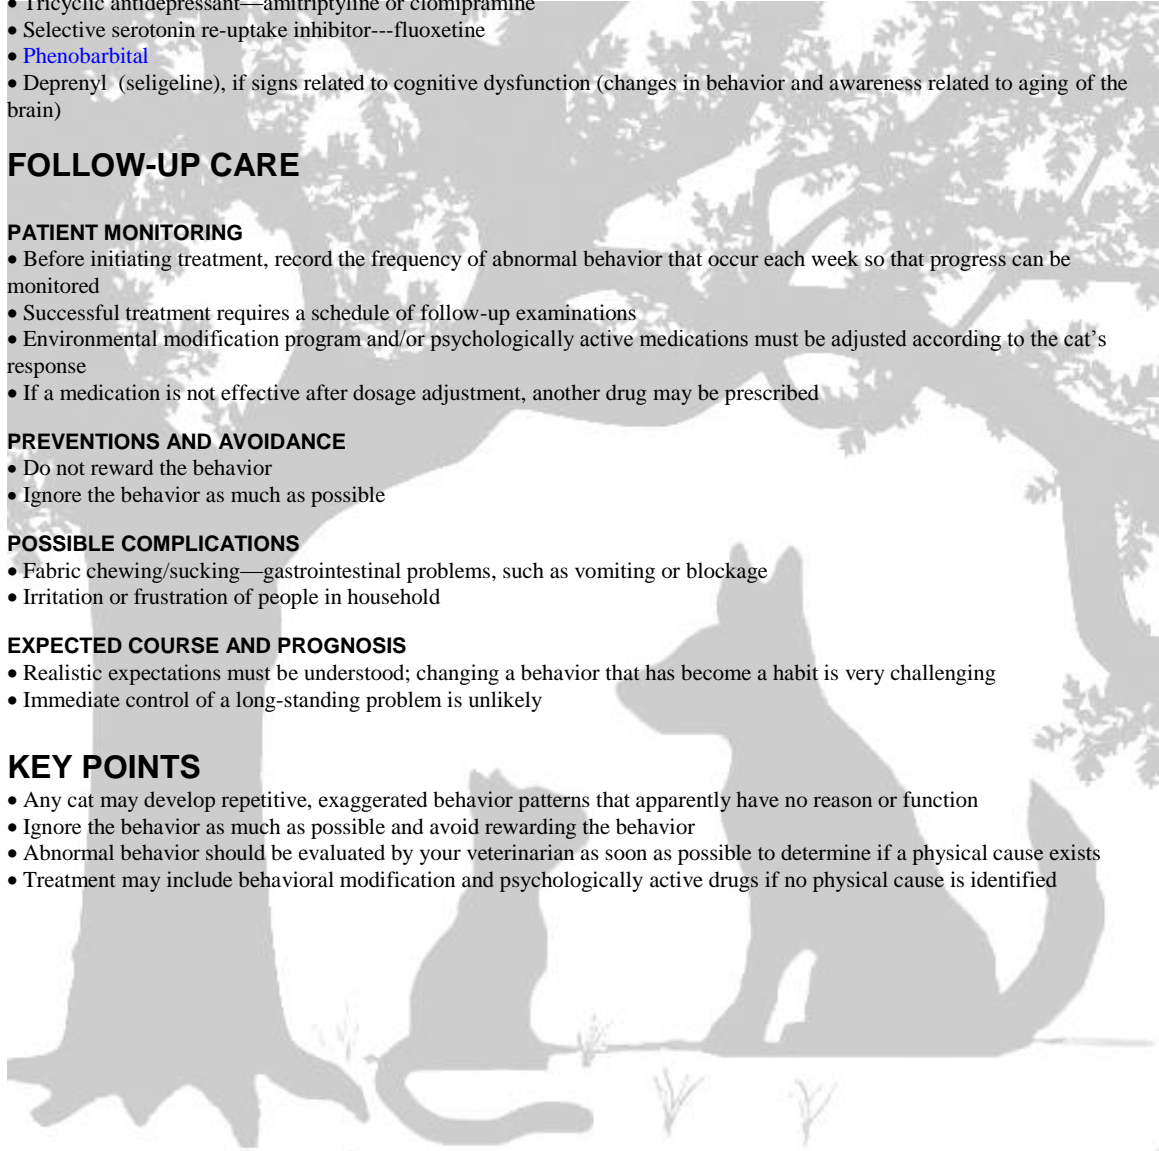 • Tricyclic antidepressant—amitriptyline or clomipramine
• Selective serotonin re-uptake inhibitor---fluoxetine
• Phenobarbital
• Deprenyl  (seligeline), if signs related to cognitive dysfunction (changes in behavior and awareness related to aging of the
brain)
FOLLOW-UP CARE
PATIENT MONITORING
• Before initiating treatment, record the frequency of abnormal behavior that occur each week so that progress can be
monitored
• Successful treatment requires a schedule of follow-up examinations
• Environmental modification program and/or psychologically active medications must be adjusted according to the cat’s
response
• If a medication is not effective after dosage adjustment, another drug may be prescribed
PREVENTIONS AND AVOIDANCE
• Do not reward the behavior
• Ignore the behavior as much as possible
POSSIBLE COMPLICATIONS
• Fabric chewing/sucking—gastrointestinal problems, such as vomiting or blockage
• Irritation or frustration of people in household
EXPECTED COURSE AND PROGNOSIS
• Realistic expectations must be understood; changing a behavior that has become a habit is very challenging
• Immediate control of a long-standing problem is unlikely
KEY POINTS
• Any cat may develop repetitive, exaggerated behavior patterns that apparently have no reason or function
• Ignore the behavior as much as possible and avoid rewarding the behavior
• Abnormal behavior should be evaluated by your veterinarian as soon as possible to determine if a physical cause exists
• Treatment may include behavioral modification and psychologically active drugs if no physical cause is identified